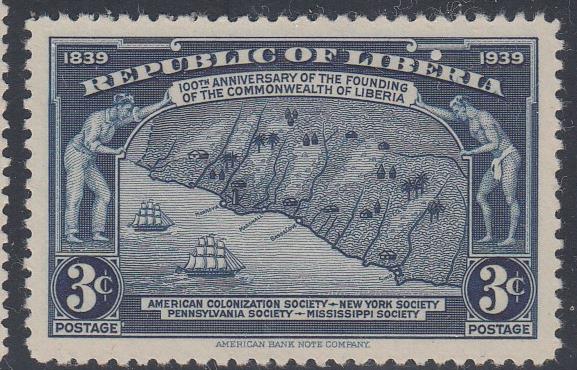 1839 1939
REPUBLIC OF LIBERIA
100TH ANNIVERSARY OF THE FOUNDING
OF THE COMMONWEALTH OF LIBERIA
AMERICAN COLONIZATION SOCIETY – NEW YORK SOCIETY
PENNSYLVANIA SOCIETY – MISSISSIPPI SOCIETY
3¢ 3¢
POSTAGE POSTAGE
AMERICAN BANK NOTE COMPANY.